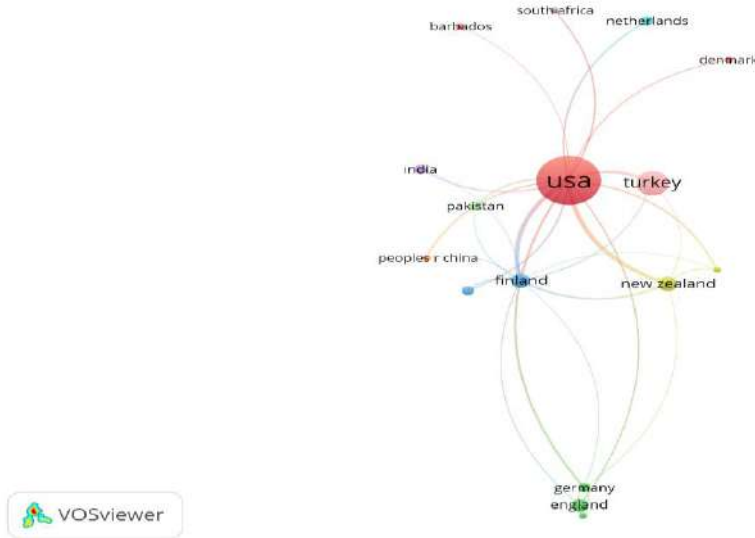 south africa
netherlands
barbados
denmark
india
usa
turkey
pakistan
peoples r china
finland
new zealand
germany
england
VOSviewer